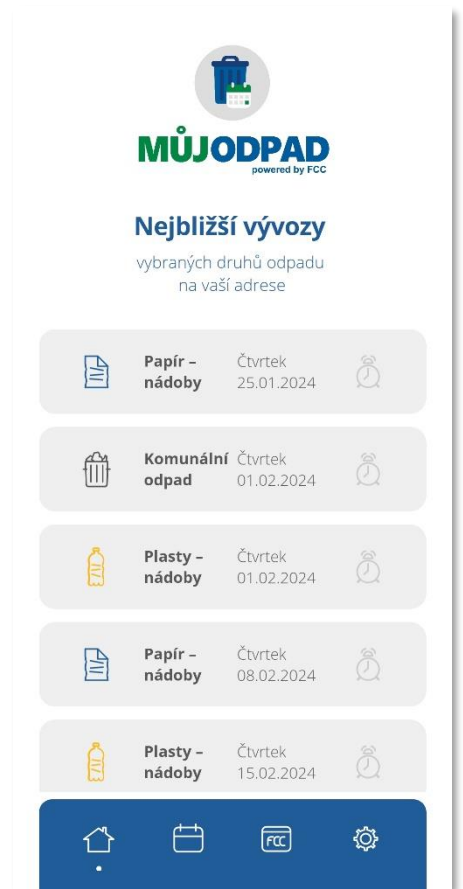 MŮJODPAD
powered by FCC
Nejbližší vývozy
vybraných druhů odpadu
na vaší adrese
Papír – Čtvrtek
nádoby 25.01.2024
Komunální Čtvrtek
odpad 01.02.2024
Plasty – Čtvrtek
nádoby 01.02.2024
Papír – Čtvrtek
nádoby 08.02.2024
Plasty – Čtvrtek
nádoby 15.02.2024
FCC